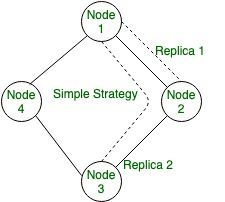 Node
1
Replica 1
Node
4
Simple Strategy
Node
2
Replica 2
Node
3